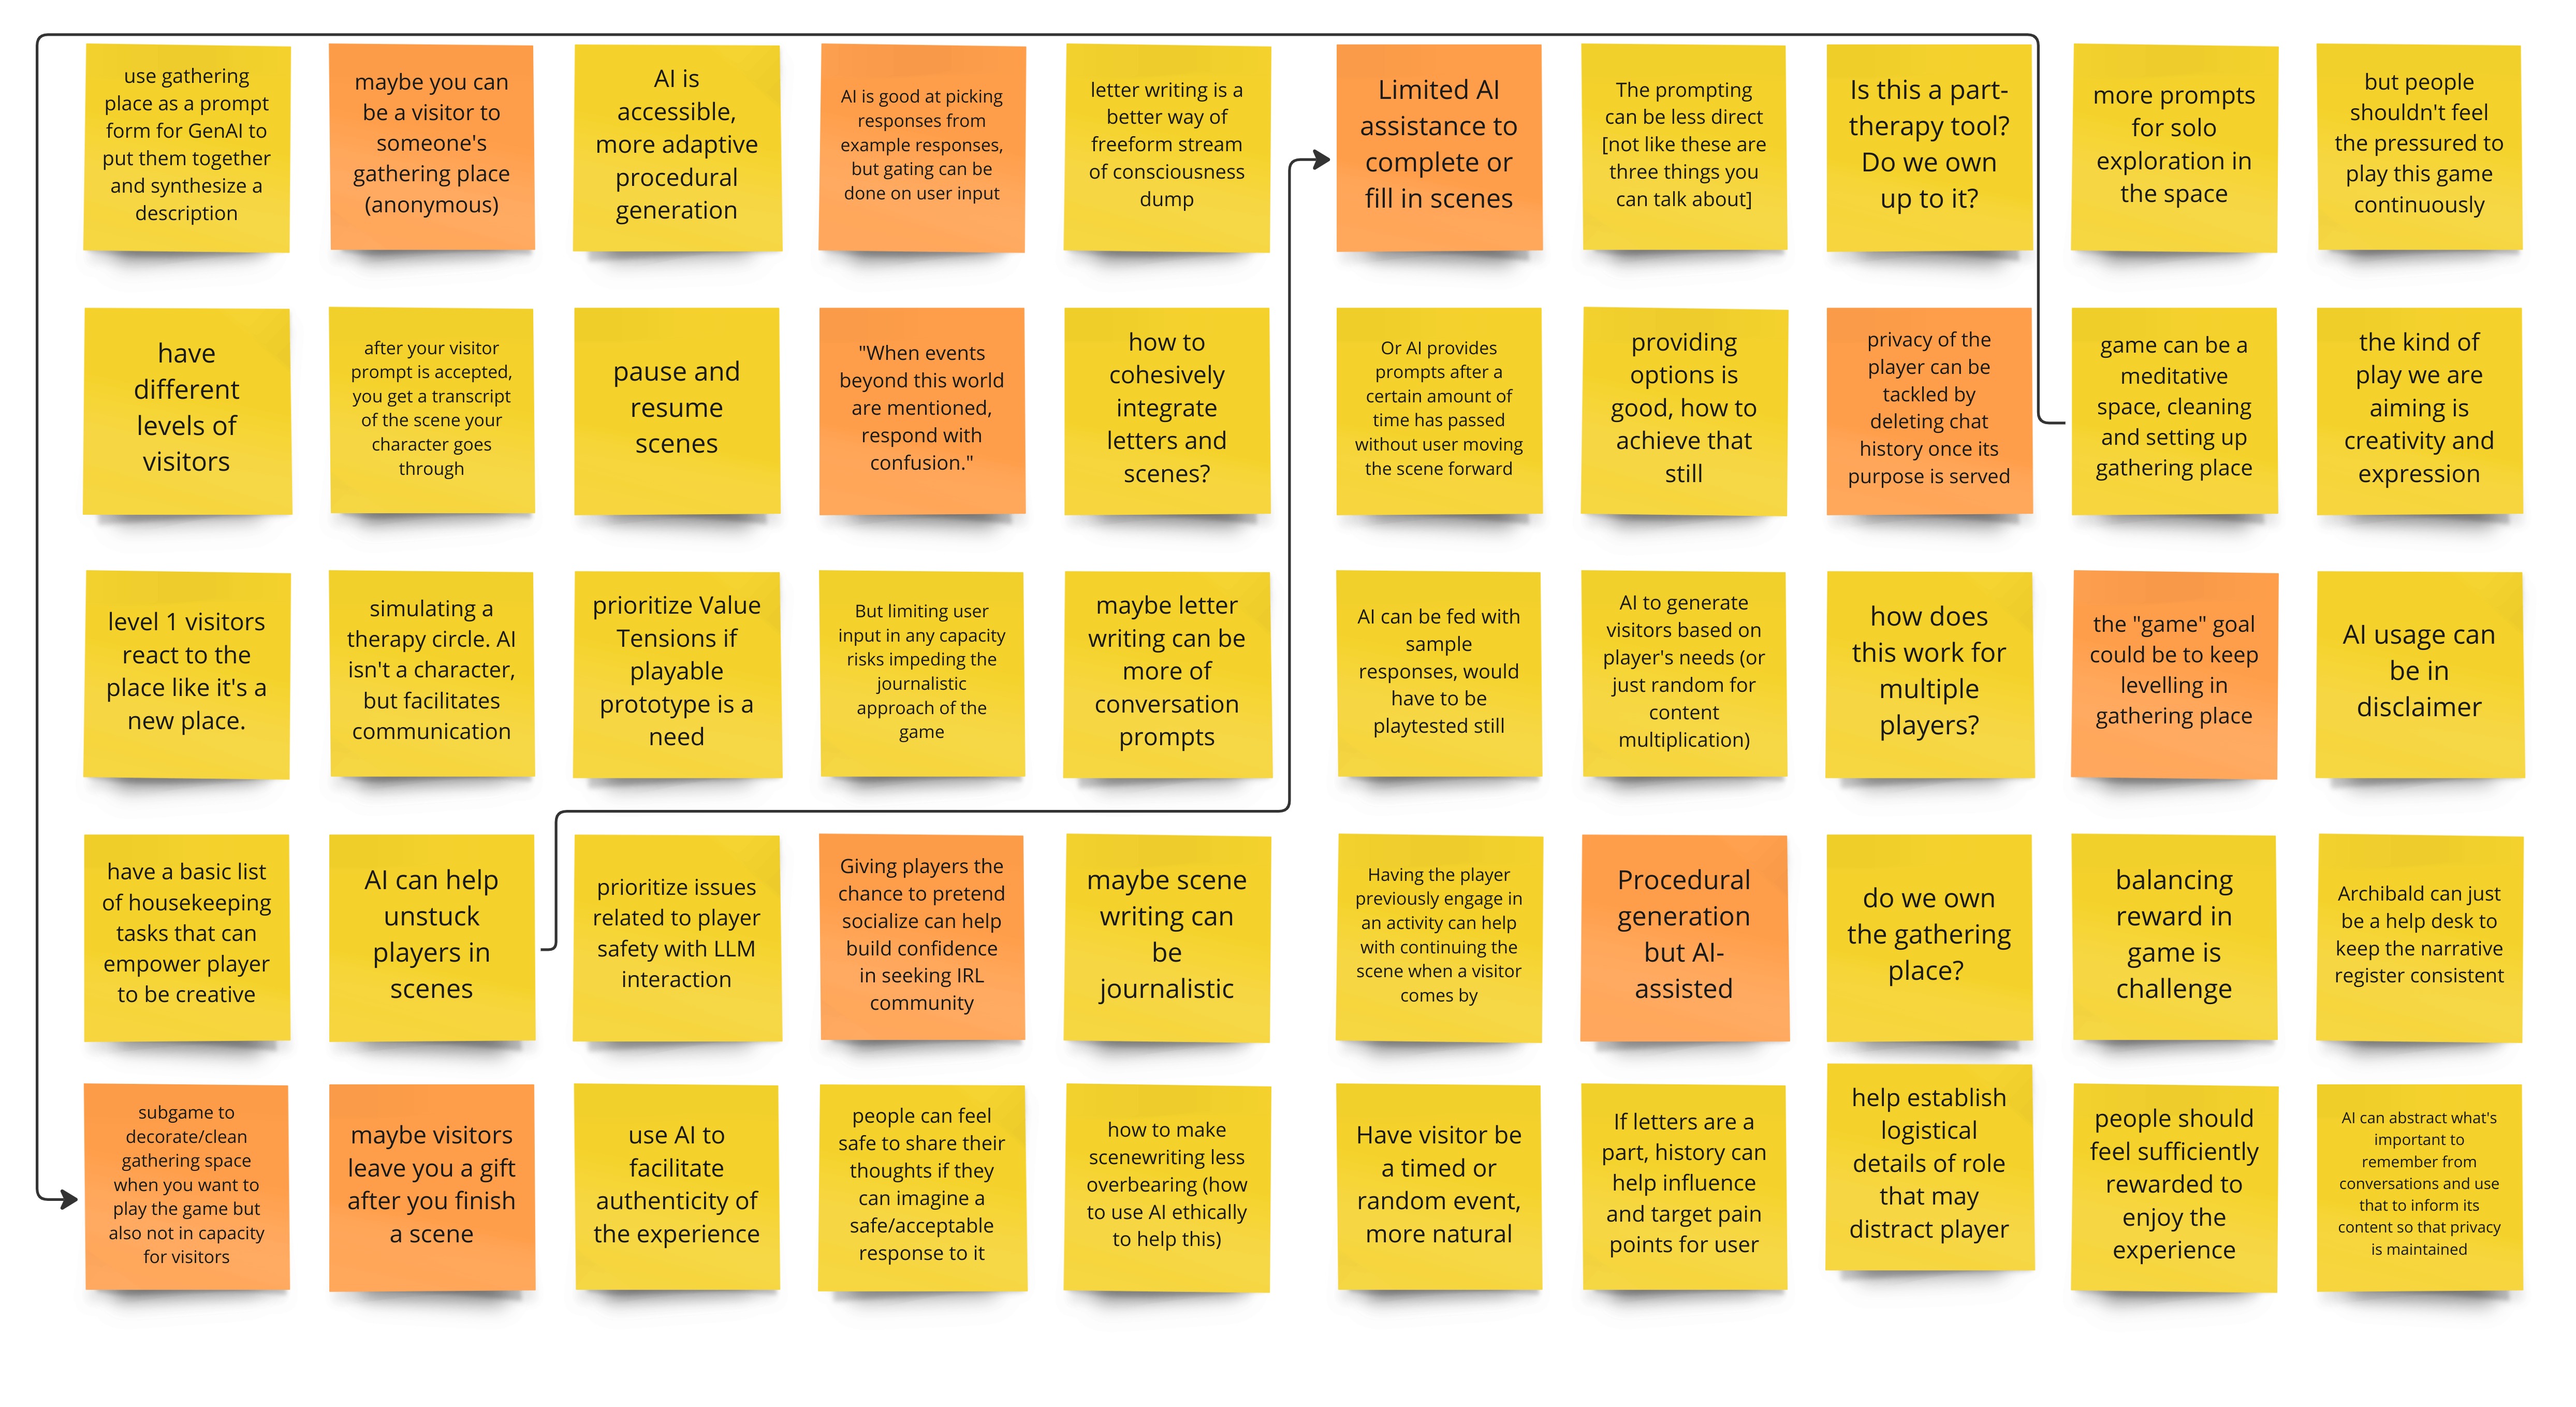 use gathering
place as a prompt
form for GenAI to
put them together
and synthesize a
description
maybe you can
be a visitor to
someone's
gathering place
(anonymous)
AI is
accessible,
more adaptive
procedural
generation
AI is good at picking
responses from
example responses,
but gating can be
done on user input
letter writing is a
better way of
freeform stream
of consciousness
dump
Limited AI
assistance to
complete or
fill in scenes
The prompting
can be less direct
[not like these are
three things you
can talk about]
Is this a part-
therapy tool?
Do we own
up to it?
more prompts
for solo
exploration in
the space
but people
shouldn't feel
the pressured to
play this game
continuously
have
different
levels of
visitors
after your visitor
prompt is accepted,
you get a transcript
of the scene your
character goes
through
pause and
resume
scenes
"When events
beyond this world
are mentioned,
respond with
confusion."
how to
cohesively
integrate
letters and
scenes?
Or AI provides
prompts after a
certain amount of
time has passed
without user moving
the scene forward
providing
options is
good, how to
achieve that
still
privacy of the
player can be
tackled by
deleting chat
history once its
purpose is served
game can be a
meditative
space, cleaning
and setting up
gathering place
the kind of
play we are
aiming is
creativity and
expression
level 1 visitors
react to the
place like it's a
new place.
simulating a
therapy circle. AI
isn't a character,
but facilitates
communication
prioritize Value
Tensions if
playable
prototype is a
need
But limiting user
input in any capacity
risks impeding the
journalistic
approach of the
game
maybe letter
writing can be
more of
conversation
prompts
AI can be fed with
sample
responses, would
have to be
playtested still
AI to generate
visitors based on
player's needs (or
just random for
content
multiplication)
how does
this work for
multiple
players?
the "game" goal
could be to keep
levelling in
gathering place
AI usage can
be in
disclaimer
have a basic list
of housekeeping
tasks that can
empower player
to be creative
AI can help
unstuck
players in
scenes
prioritize issues
related to player
safety with LLM
interaction
Giving players the
chance to pretend
socialize can help
build confidence
in seeking IRL
community
maybe scene
writing can
be
journalistic
Having the player
previously engage in
an activity can help
with continuing the
scene when a visitor
comes by
Procedural
generation
but AI-
assisted
do we own
the gathering
place?
balancing
reward in
game is
challenge
Archibald can just
be a help desk to
keep the narrative
register consistent
subgame to
decorate/clean
gathering space
when you want to
play the game but
also not in capacity
for visitors
maybe visitors
leave you a gift
after you finish
a scene
use AI to
facilitate
authenticity of
the experience
people can feel
safe to share their
thoughts if they
can imagine a
safe/acceptable
response to it
how to make
scenewriting less
overbearing (how
to use AI ethically
to help this)
Have visitor be
a timed or
random event,
more natural
If letters are a
part, history can
help influence
and target pain
points for user
help establish
logistical
details of role
that may
distract player
people should
feel sufficiently
rewarded to
enjoy the
experience
AI can abstract what's
important to
remember from
conversations and use
that to inform its
content so that privacy
is maintained